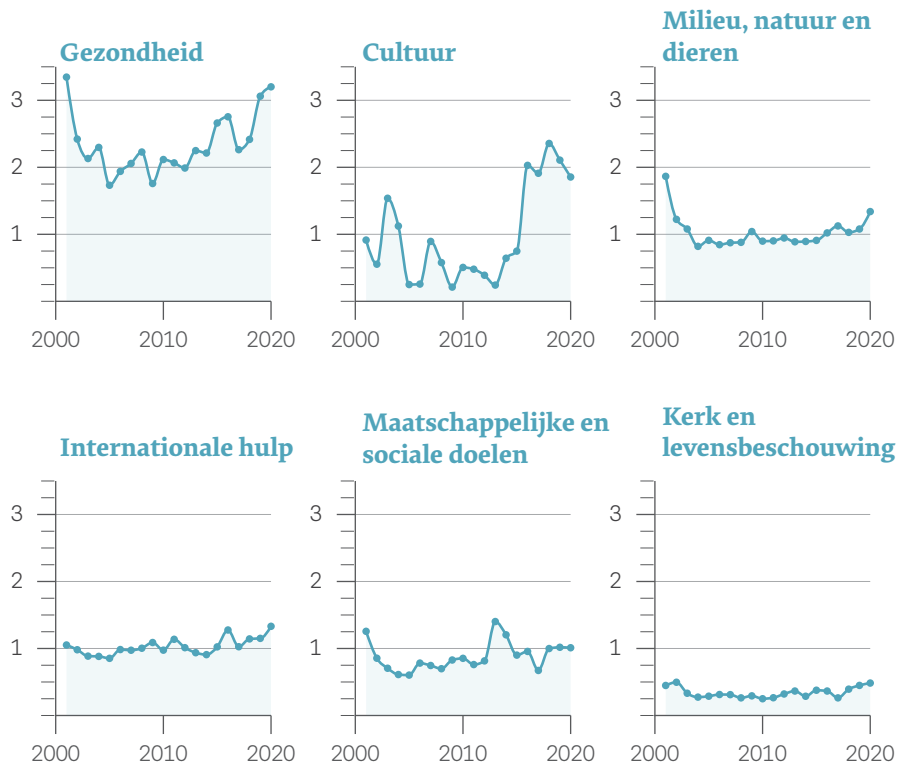 Gezondheid
3
2
1
2000 2010 2020
Cultuur
3
2
1
2000 2010 2020
Milieu, natuur en
dieren
3
2
1
2000 2010 2020
Internationale hulp
3
2
1
2000 2010 2020
Maatschappelijke en
sociale doelen
3
2
1
2000 2010 2020
Kerk en
levensbeschouwing
3
2
1
2000 2010 2020